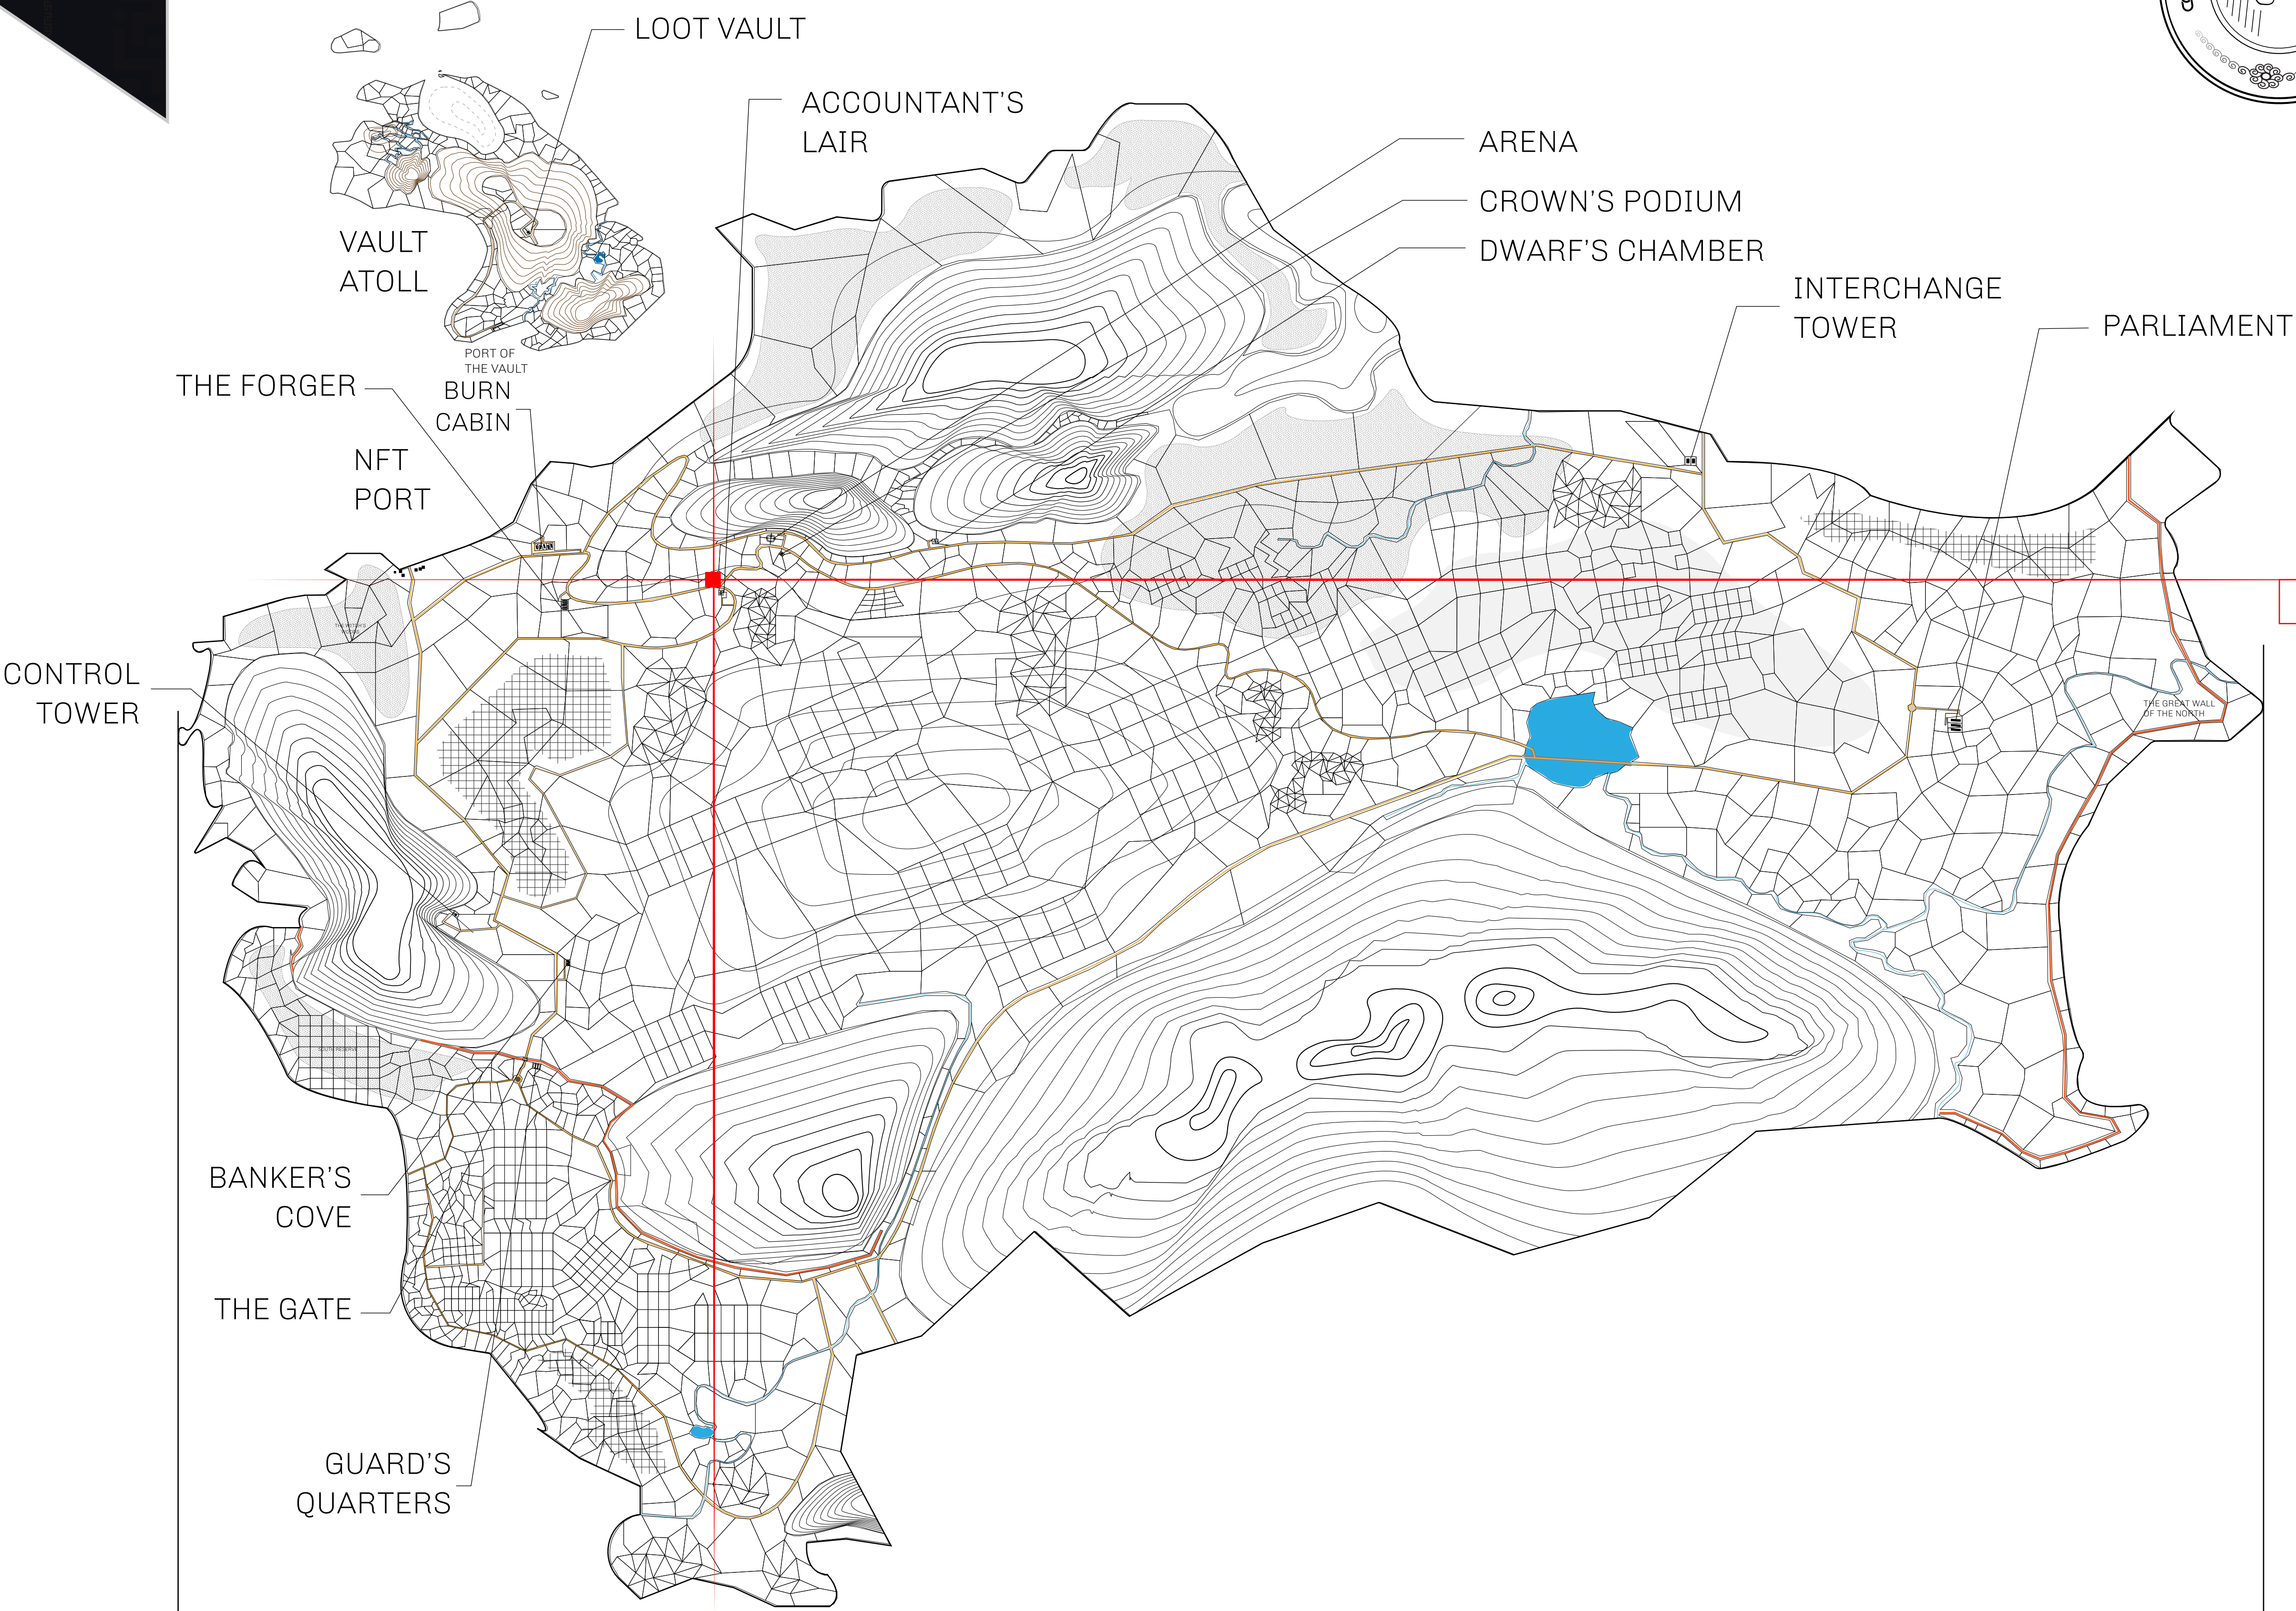 LOOT VAULT
ACCOUNTANT'S
LAIR
ARENA
CROWN'S PODIUM
DWARF'S CHAMBER
VAULT
ATOLL
INTERCHANGE
TOWER
PARLIAMENT
PORT OF
THE VAULT
THE FORGER
BURN
CABIN
NFT
PORT
CONTROL
TOWER
THE GREAT WALL
OF THE NORTH
SOUTH RESERVE
BANKER'S
COVE
THE GATE
GUARD'S
QUARTERS